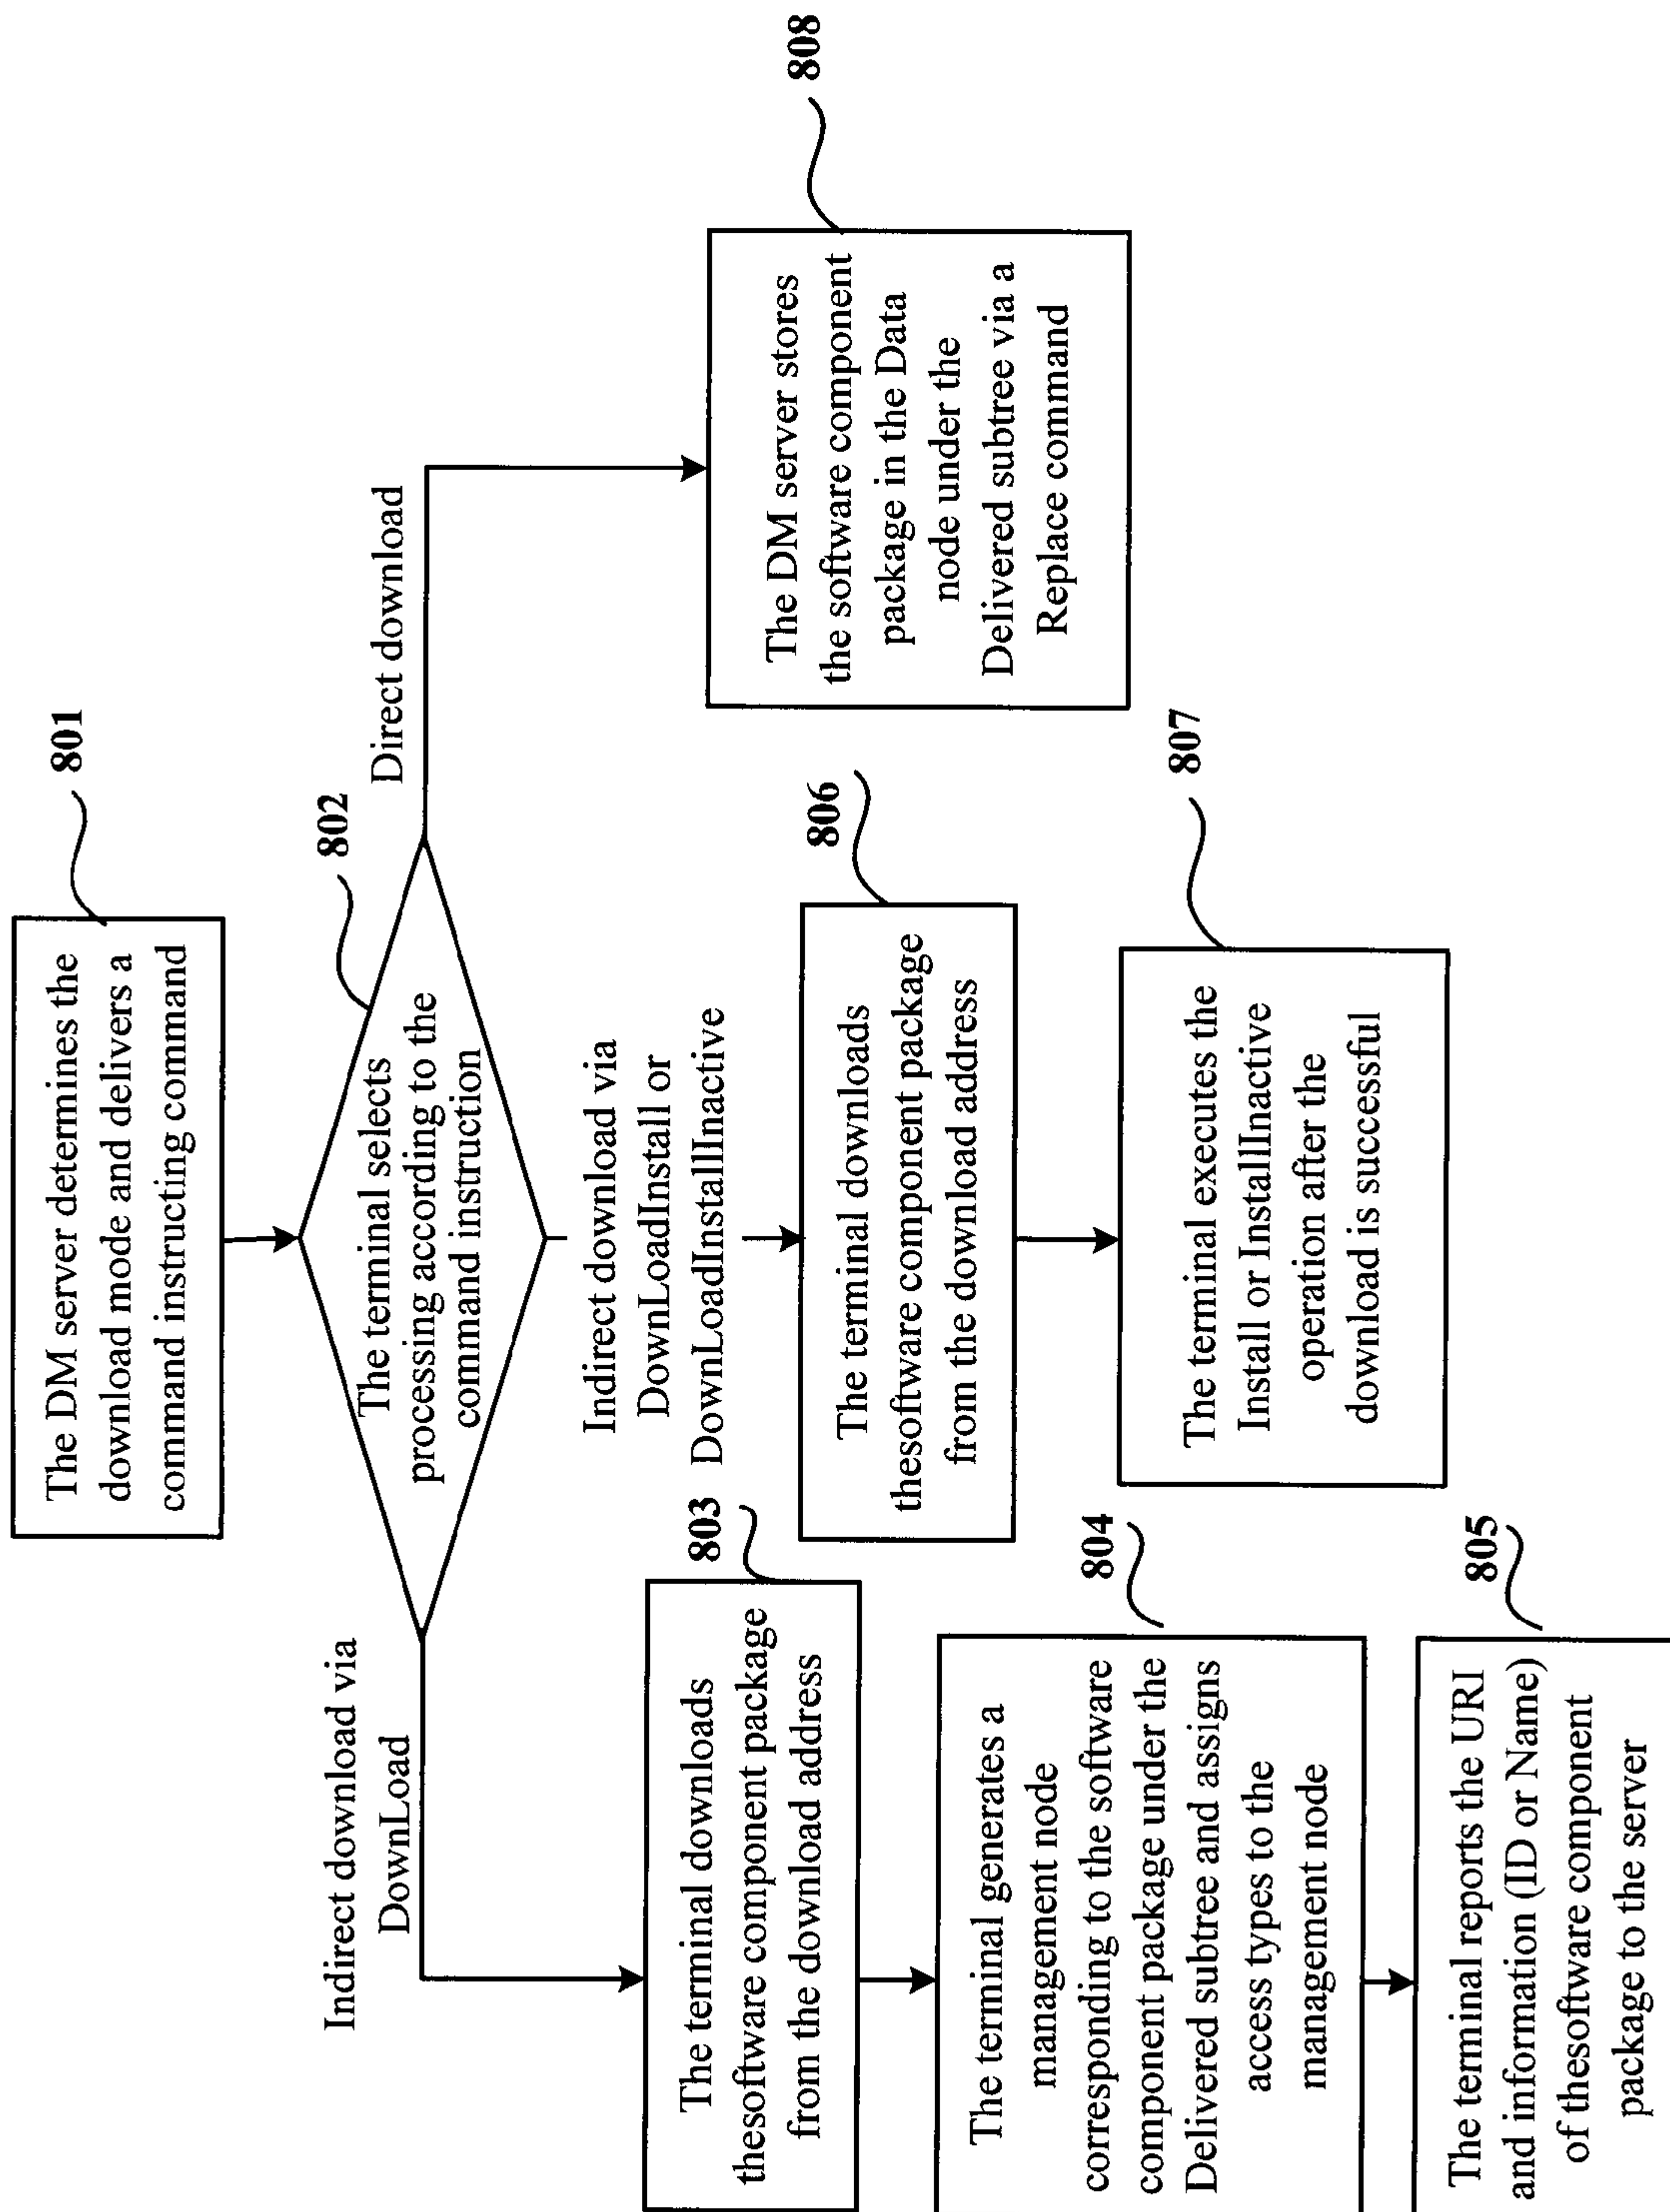 The DM server determines the
download mode and delivers a
command instructing command
801
The terminal selects
processing according to the
command instruction
802
Indirect download via
DownLoad
Indirect download via
DownLoadInstall or
DownLoadInstallInactive
Direct download
The terminal downloads
thesoftware component package
from the download address
803
The terminal generates a
management node
corresponding to the software
component package under the
Delivered subtree and assigns
access types to the
management node
804
The terminal reports the URI
and information (ID or Name)
of thesoftware component
package to the server
805
The terminal downloads
thesoftware component package
from the download address
806
The terminal executes the
Install or InstallInactive
operation after the
download is successful
807
The DM server stores
the software component
package in the Data
node under the
Delivered subtree via a
Replace command
808